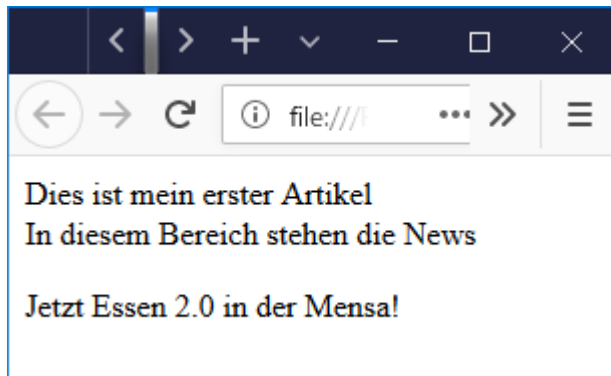 file:///
Dies ist mein erster Artikel
In diesem Bereich stehen die News
Jetzt Essen 2.0 in der Mensa!